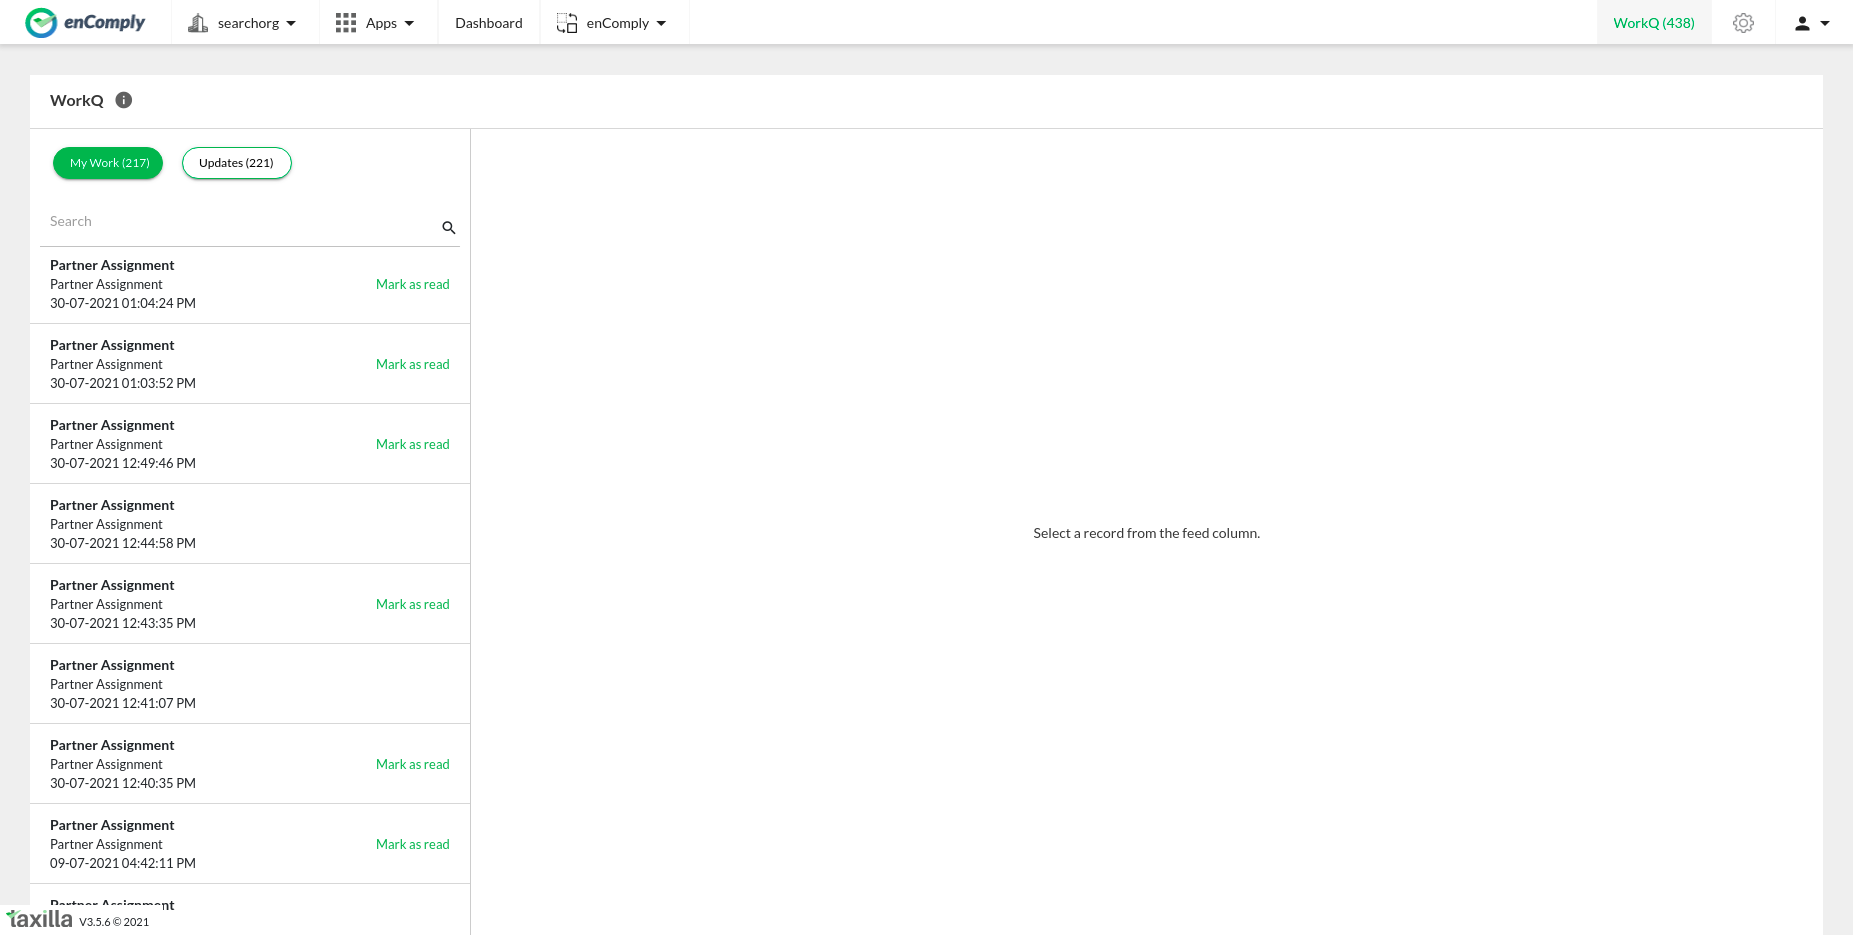 enComply
searchorg
Apps
Dashboard
enComply
WorkQ (438)
WorkQ
My Work (217)
Updates (221)
Search
Partner Assignment
Partner Assignment
Mark as read
30-07-2021 01:04:24 PM
Partner Assignment
Partner Assignment
Mark as read
30-07-2021 01:03:52 PM
Partner Assignment
Partner Assignment
Mark as read
30-07-2021 12:49:46 PM
Partner Assignment
Partner Assignment
30-07-2021 12:44:58 PM
Select a record from the feed column.
Partner Assignment
Partner Assignment
Mark as read
30-07-2021 12:43:35 PM
Partner Assignment
Partner Assignment
30-07-2021 12:41:07 PM
Partner Assignment
Partner Assignment
Mark as read
30-07-2021 12:40:35 PM
Partner Assignment
Partner Assignment
Mark as read
09-07-2021 04:42:11 PM
Partner Assignment
taxilla V3.5.6 © 2021